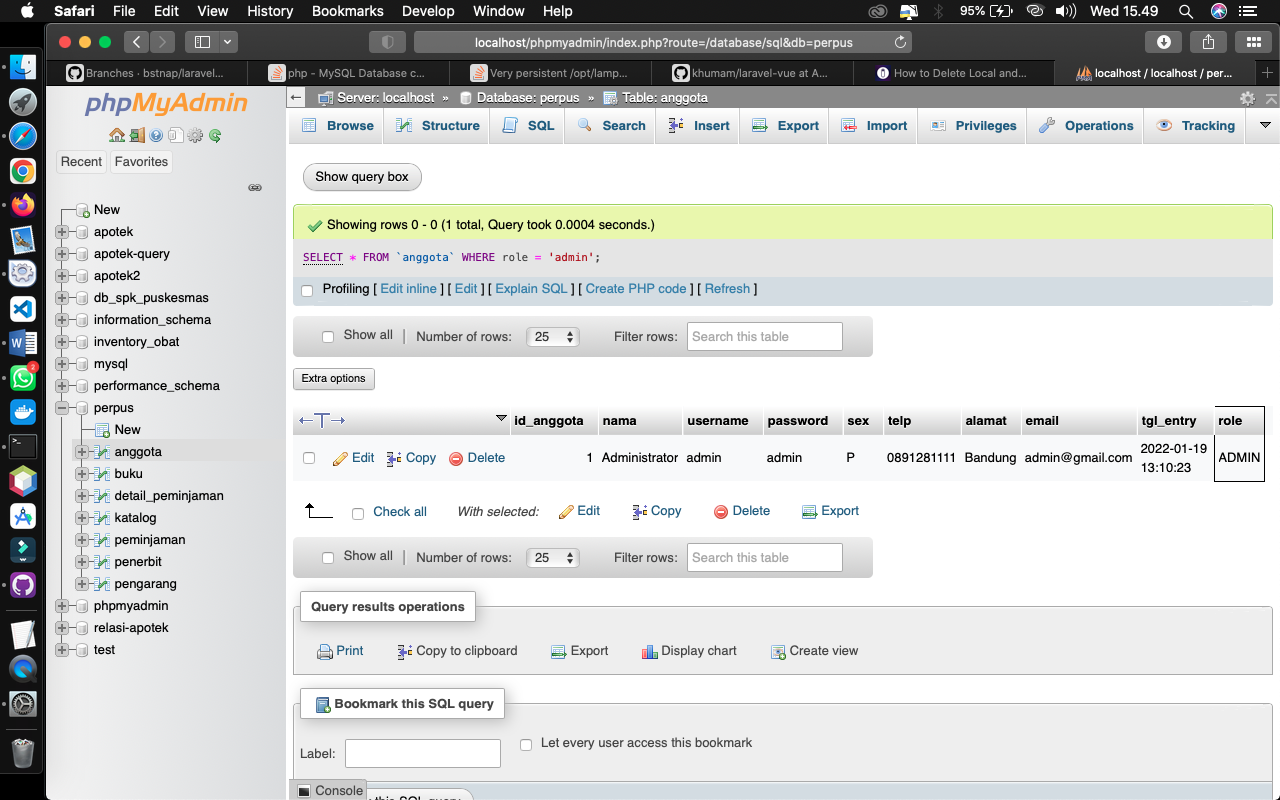 Safari File Edit View History Bookmarks Develop Window Help 95% Wed 15.49
localhost/phpmyadmin/index.php?route=/database/sql&db=perpus
Branches · bstnap/laravel... php - MySQL Database c... Very persistent /opt/lamp... khumam/laravel-vue at A... How to Delete Local and... localhost / localhost / per...
phpMyAdmin
Recent Favorites
New
apotek
apotek-query
apotek2
db_spk_puskesmas
information_schema
inventory_obat
mysql
performance_schema
perpus
New
anggota
buku
detail_peminjaman
katalog
peminjaman
penerbit
pengarang
phpmyadmin
relasi-apotek
test
2
Server: localhost » Database: perpus » Table: anggota
Browse Structure SQL Search Insert Export Import Privileges Operations Tracking
Show query box
Showing rows 0 - 0 (1 total, Query took 0.0004 seconds.)
SELECT * FROM `anggota` WHERE role = 'admin';
Profiling [ Edit inline ] [ Edit ] [ Explain SQL ] [ Create PHP code ] [ Refresh ]
Show all | Number of rows: 25 Filter rows: Search this table
Extra options
id_anggota nama username password sex telp alamat email tgl_entry role
Edit Copy Delete 1 Administrator admin admin P 0891281111 Bandung admin@gmail.com 2022-01-19 ADMIN
13:10:23
Check all With selected: Edit Copy Delete Export
Show all | Number of rows: 25 Filter rows: Search this table
Query results operations
Print Copy to clipboard Export Display chart Create view
Bookmark this SQL query
Label: Let every user access this bookmark
Console this SQL query